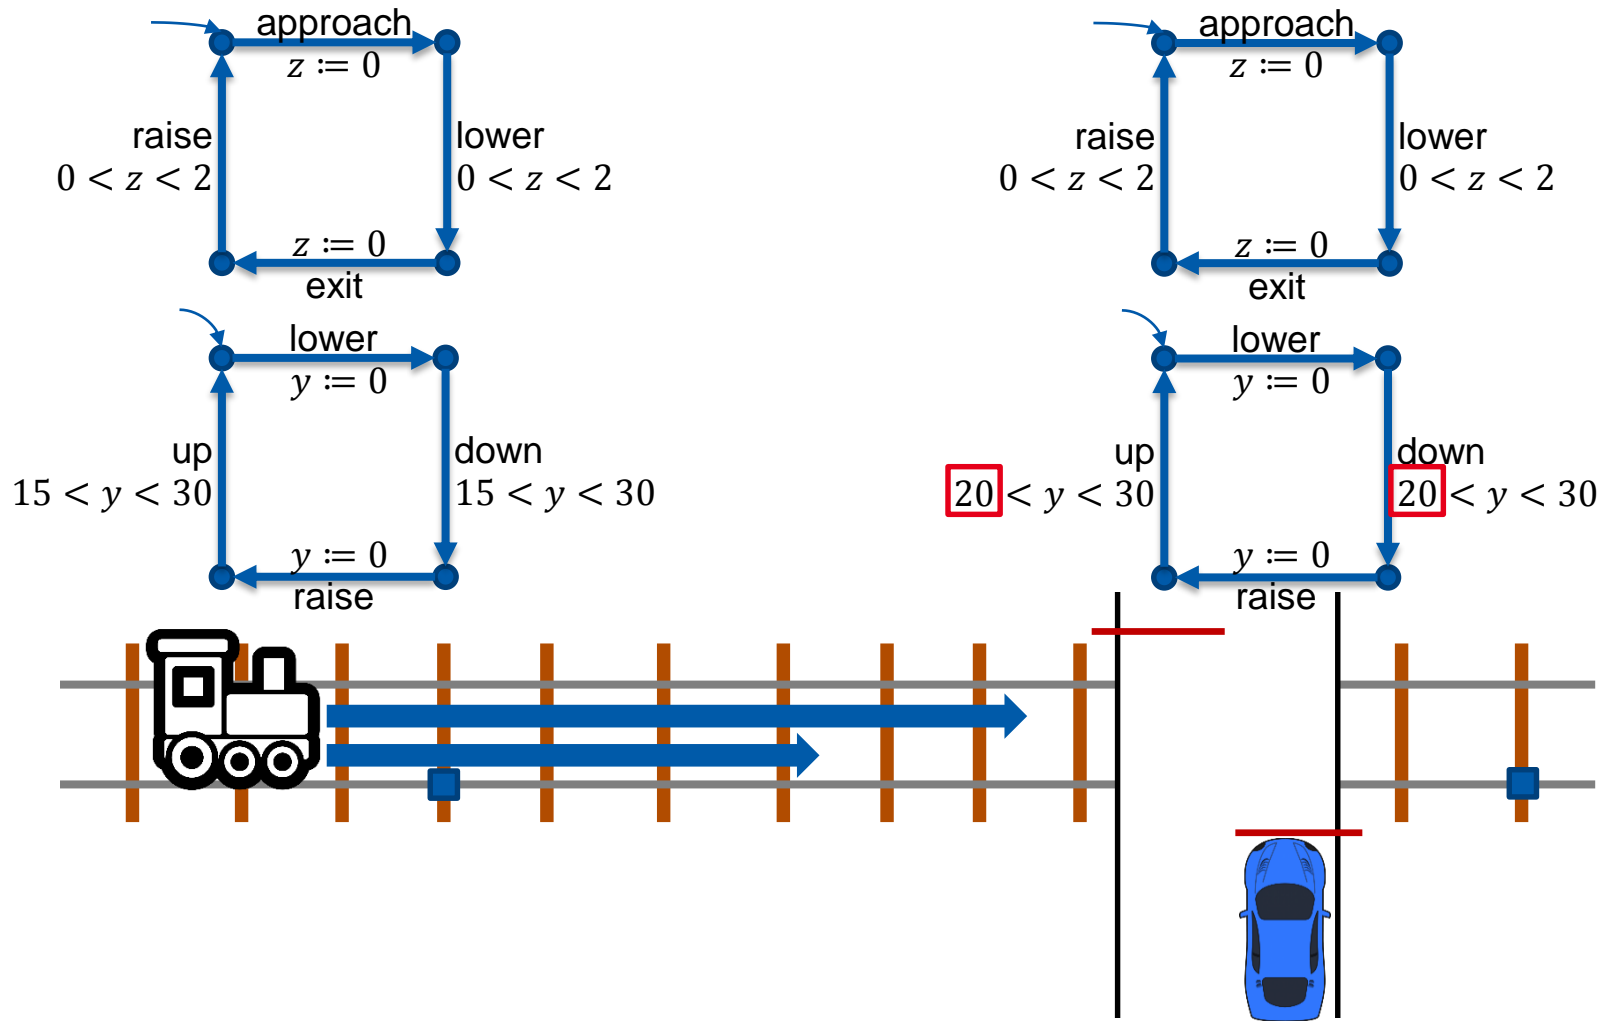 approach
z := 0
raise
0 < z < 2
lower
0 < z < 2
z := 0
exit
lower
y := 0
up
15 < y < 30
down
15 < y < 30
y := 0
raise
approach
z := 0
raise
0 < z < 2
lower
0 < z < 2
z := 0
exit
lower
y := 0
up
20 < y < 30
down
20 < y < 30
y := 0
raise